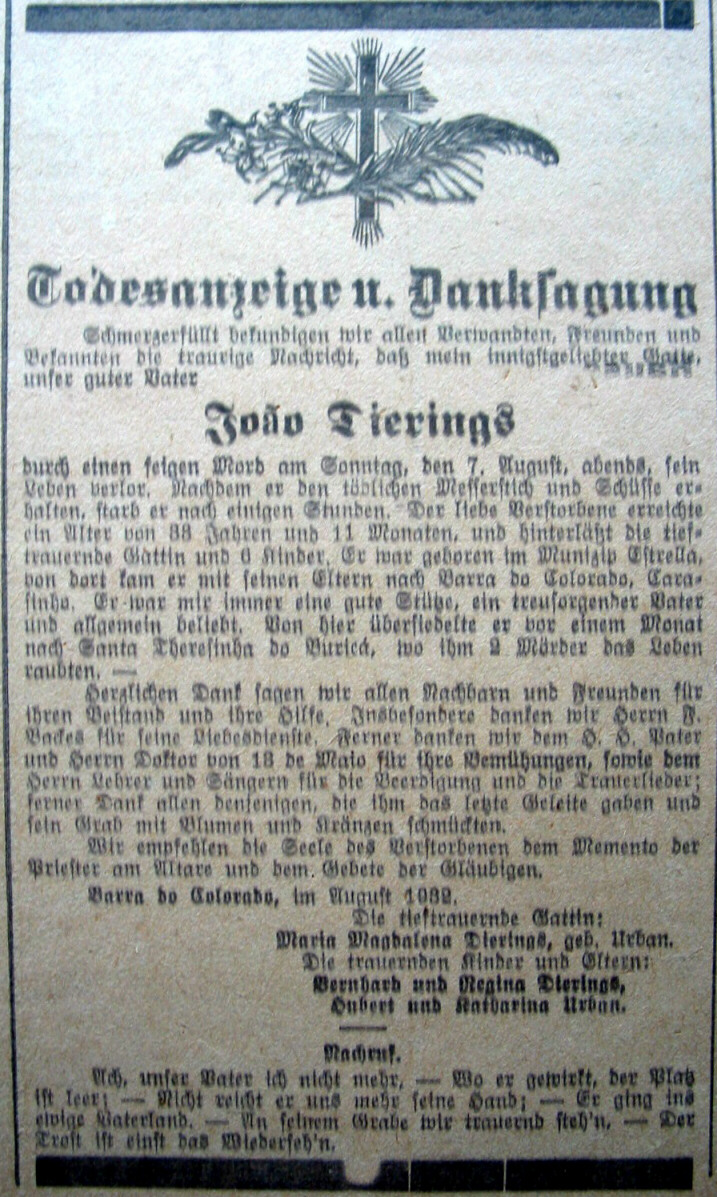 Todesanzeige u. Danksagung
Schmerzerfüllt bekundigen wir allen Verwandten, Freunden und
Bekannten die traurige Nachricht, daß mein innigstgeliebter Gatte,
unser guter Vater
João Tierings
durch einen feigen Mord am Sonntag, den 7. August, abends, sein
Leben verlor. Nachdem er den tödlichen Messerstich und Schüsse er-
halten, starb er nach einigen Stunden. Der liebe Verstorbene erreichte
ein Alter von 38 Jahren und 11 Monaten, und hinterläßt die tief-
trauernde Gattin und 6 Kinder. Er war geboren im Munizip Estrella,
von dort kam er mit seinen Eltern nach Barra do Colorado, Cara-
sinho. Er war mir immer eine gute Stütze, ein treusorgender Vater
und allgemein beliebt. Von hier übersiedelte er vor einem Monat
nach Santa Theresinha do Buricá, wo ihm 2 Mörder das Leben
raubten. —
Herzlichen Dank sagen wir allen Nachbarn und Freunden für
ihren Beistand und ihre Hilfe. Insbesondere danken wir Herrn F.
Backes für seine Liebesdienste. Ferner danken wir dem H. H. Pater
und Herrn Doktor von 13 de Maio für ihre Bemühungen, sowie dem
Herrn Lehrer und Sängern für die Beerdigung und die Trauerlieder;
ferner Dank allen denjenigen, die ihm das letzte Geleite gaben und
sein Grab mit Blumen und Kränzen schmückten.
Wir empfehlen die Seele des Verstorbenen dem Memento der
Priester am Altare und dem Gebete der Gläubigen.
Barra do Colorado, im August 1932.
Die tieftrauernde Gattin:
Maria Magdalena Dierings, geb. Urban.
Die trauernden Kinder und Eltern:
Bernhard und Regina Dierings,
Hubert und Katharina Urban.
Nachruf.
Ach, unser Vater ich nicht mehr, — Wo er gewirkt, der Platz
ist leer; — Nicht reicht er uns mehr seine Hand; — Er ging ins
ewige Vaterland. — An seinem Grabe wir trauernd steh'n, — Der
Trost ist einst das Wiederseh'n.